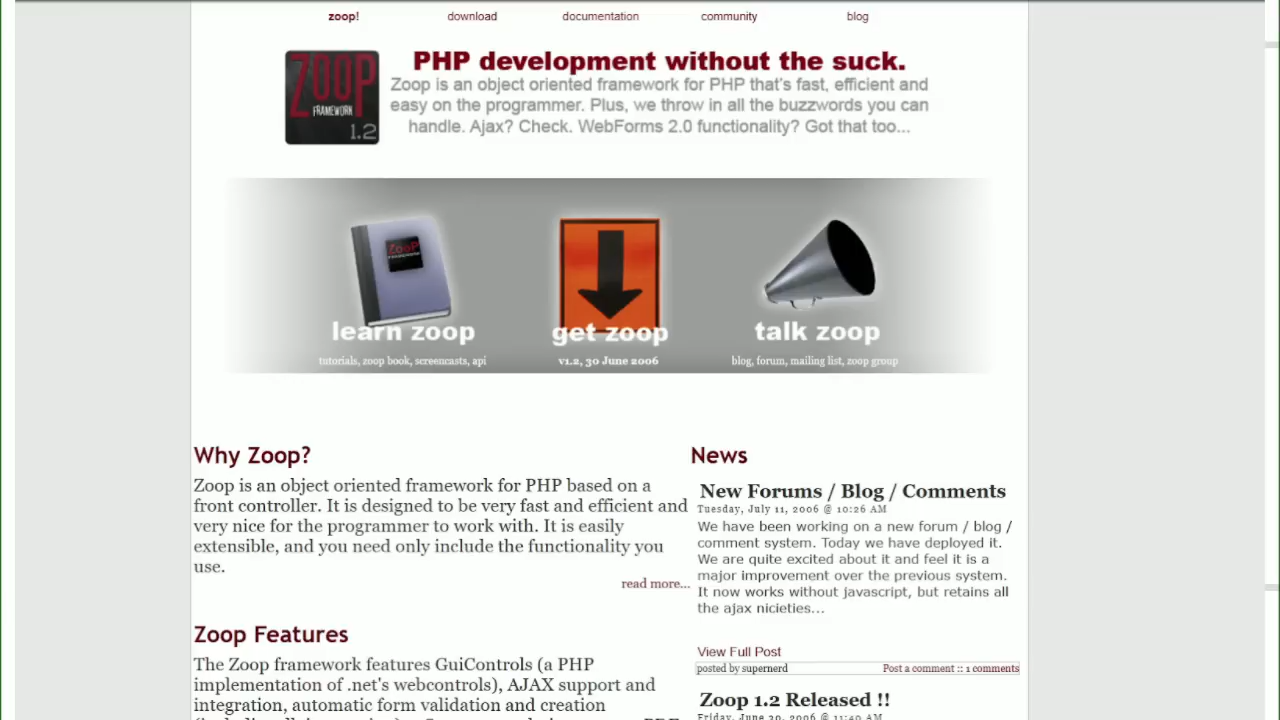 zoop!
download
documentation
community
blog
ZOOP
FRAMEWORK
1.2
PHP development without the suck.
Zoop is an object oriented framework for PHP that's fast, efficient and
easy on the programmer. Plus, we throw in all the buzzwords you can
handle. Ajax? Check. WebForms 2.0 functionality? Got that too...
ZooP
learn zoop
tutorials, zoop book, screencasts, api
get zoop
v1.2, 30 June 2006
talk zoop
blog, forum, mailing list, zoop group
Why Zoop?
Zoop is an object oriented framework for PHP based on a
front controller. It is designed to be very fast and efficient and
very nice for the programmer to work with. It is easily
extensible, and you need only include the functionality you
use.
read more...
Zoop Features
The Zoop framework features GuiControls (a PHP
implementation of .net's webcontrols), AJAX support and
integration, automatic form validation and creation
News
New Forums / Blog / Comments
Tuesday, July 11, 2006 @ 10:26 AM
We have been working on a new forum / blog /
comment system. Today we have deployed it.
We are quite excited about it and feel it is a
major improvement over the previous system.
It now works without javascript, but retains all
the ajax nicieties...
View Full Post
posted by supernerd
Post a comment :: 1 comments
Zoop 1.2 Released !!
Friday, June 30, 2006 @ 11:40 AM